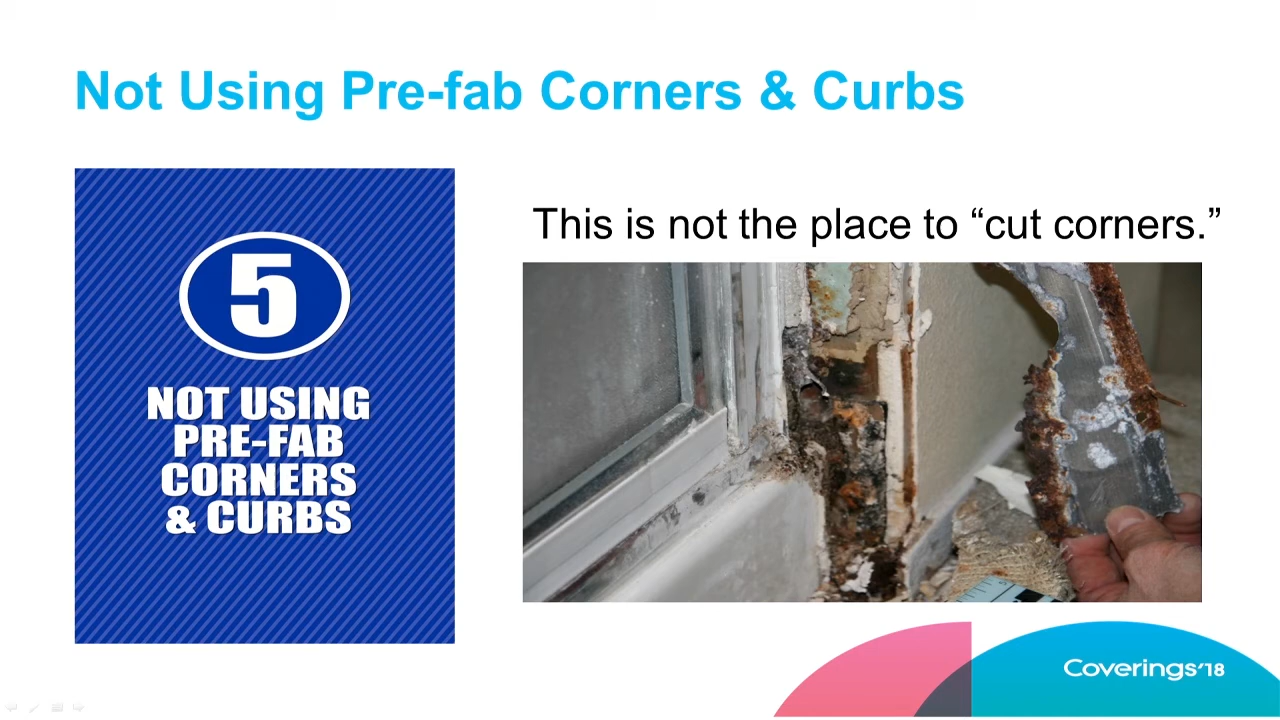 Not Using Pre-fab Corners & Curbs
5
NOT USING
PRE-FAB
CORNERS
& CURBS
This is not the place to “cut corners.”
Coverings’18